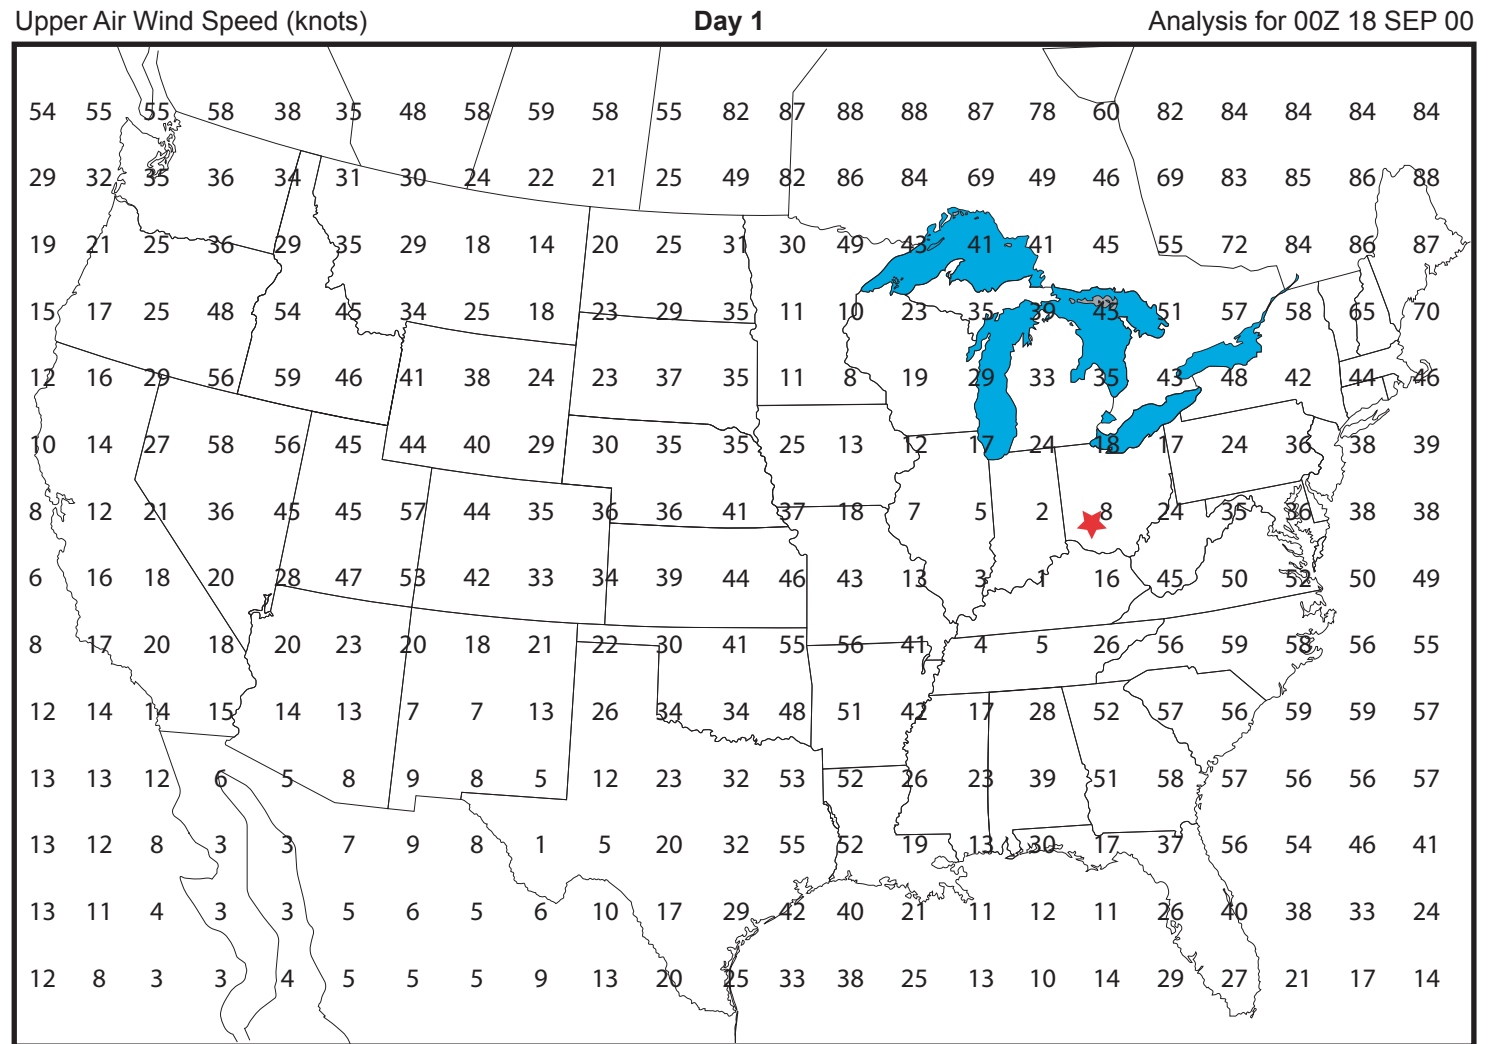 Upper Air Wind Speed (knots) Day 1 Analysis for 00Z 18 SEP 00
54 55 55 58 38 35 48 58 59 58 55 82 87 88 88 87 78 60 82 84 84 84 84
29 32 35 36 34 31 30 24 22 21 25 49 82 86 84 69 49 46 69 83 85 86 88
19 21 25 36 29 35 29 18 14 20 25 31 30 49 43 41 41 45 55 72 84 86 87
15 17 25 48 54 45 34 25 18 23 29 35 11 10 23 35 39 45 51 57 58 65 70
12 16 29 56 59 46 41 38 24 23 37 35 11 8 19 29 33 35 43 48 42 44 46
10 14 27 58 56 45 44 40 29 30 35 35 25 13 12 17 24 18 17 24 36 38 39
8 12 21 36 45 45 57 44 35 36 36 41 37 18 7 5 2 8 24 35 36 38 38
6 16 18 20 28 47 53 42 33 34 39 44 46 43 13 3 1 16 45 50 52 50 49
8 17 20 18 20 23 20 18 21 22 30 41 55 56 41 4 5 26 56 59 58 56 55
12 14 14 15 14 13 7 7 13 26 34 34 48 51 42 17 28 52 57 56 59 59 57
13 13 12 6 5 8 9 8 5 12 23 32 53 52 26 23 39 51 58 57 56 56 57
13 12 8 3 3 7 9 8 1 5 20 32 55 52 19 13 30 17 37 56 54 46 41
13 11 4 3 3 5 6 5 6 10 17 29 42 40 21 11 12 11 26 40 38 33 24
12 8 3 3 4 5 5 5 9 13 20 25 33 38 25 13 10 14 29 27 21 17 14